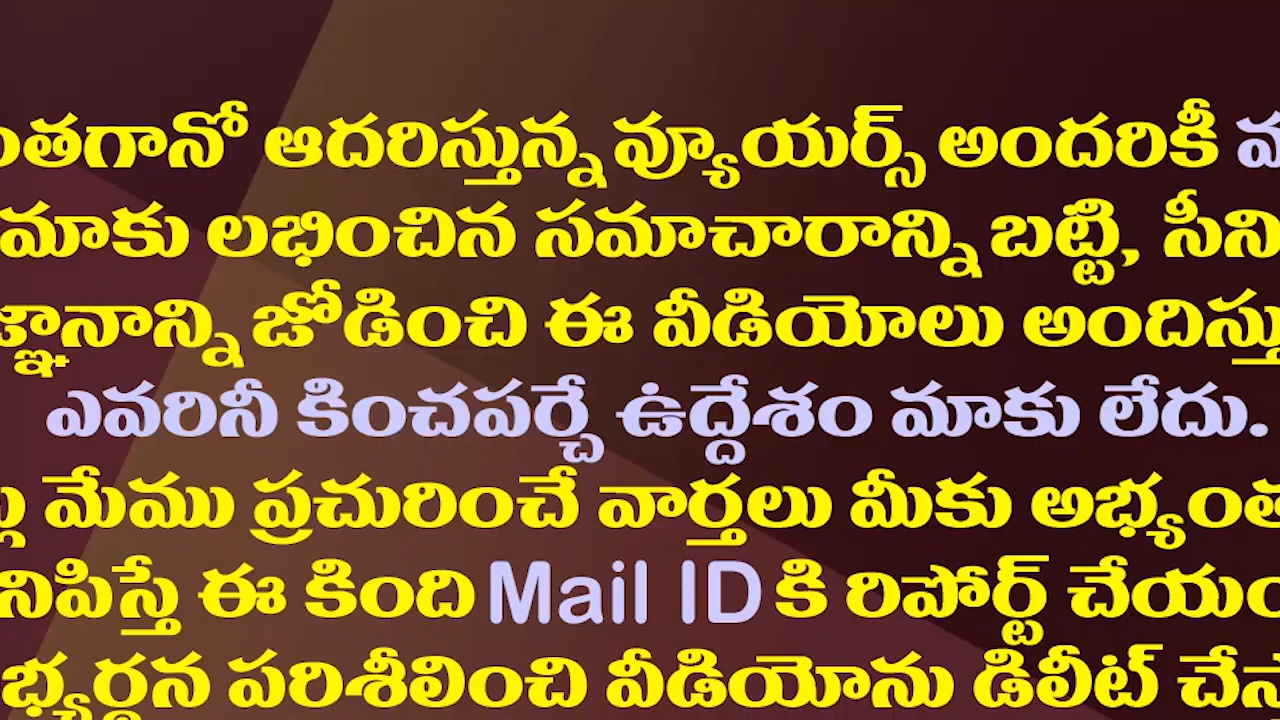 ఆదరిస్తున్న వ్యూయర్స్ అందరికీ
మాకు లభించిన సమాచారాన్ని బట్టి,
జోడించి ఈ వీడియోలు
ఎవరినీ కించపర్చే ఉద్దేశం మాకు లేదు.
మేము ప్రచురించే వార్తలు మీకు
ఈ కింది Mail ID కి రిపోర్ట్
పరిశీలించి వీడియోను డిలీట్